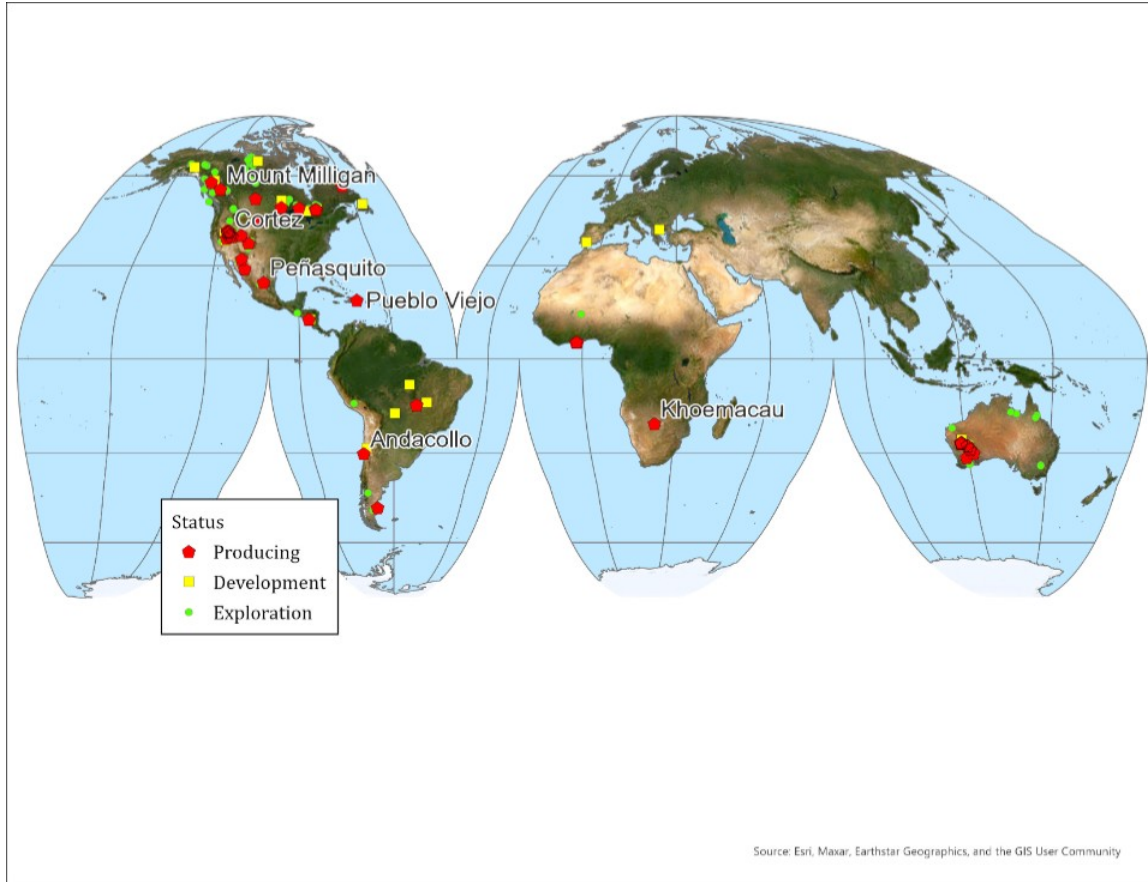 Mount Milligan
Cortez
Peñasquito
Pueblo Viejo
Khoemacau
Andacollo
Status
Producing
Development
Exploration
Source: Esri, Maxar, Earthstar Geographics, and the GIS User Community